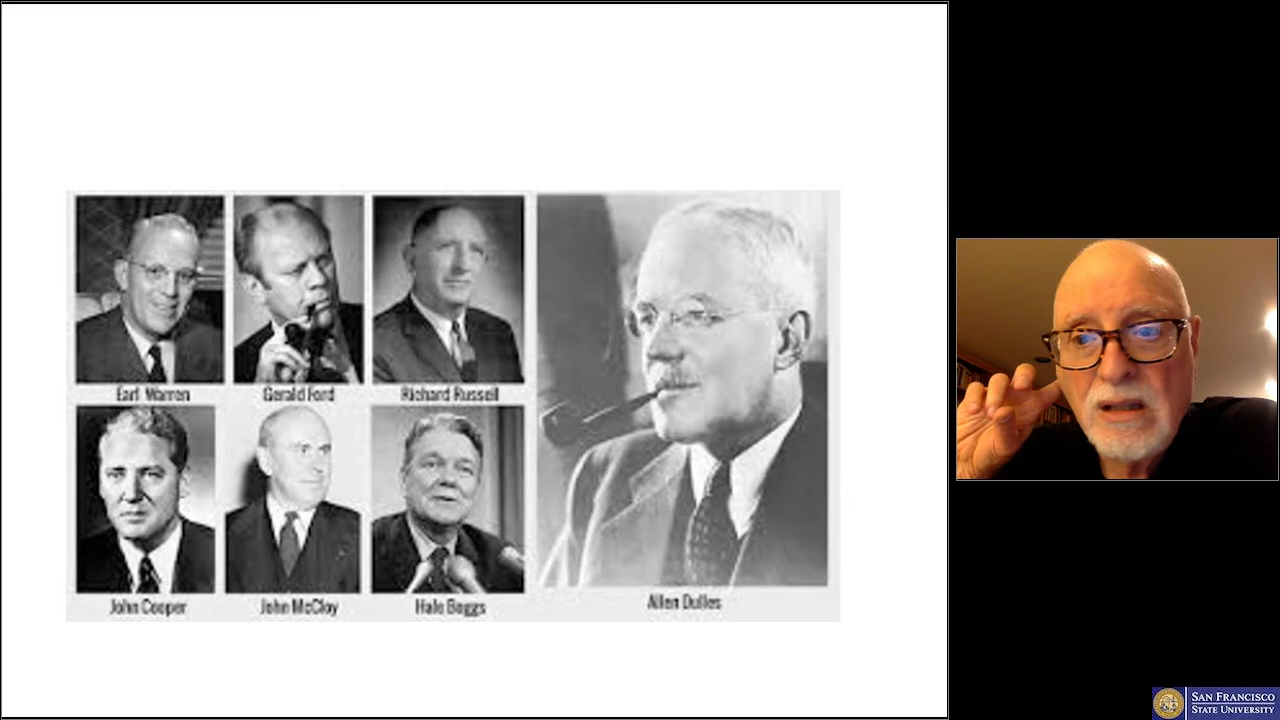 Earl Warren
Gerald Ford
Richard Russell
John Cooper
John McCloy
Hale Boggs
Allen Dulles
SAN FRANCISCO
STATE UNIVERSITY